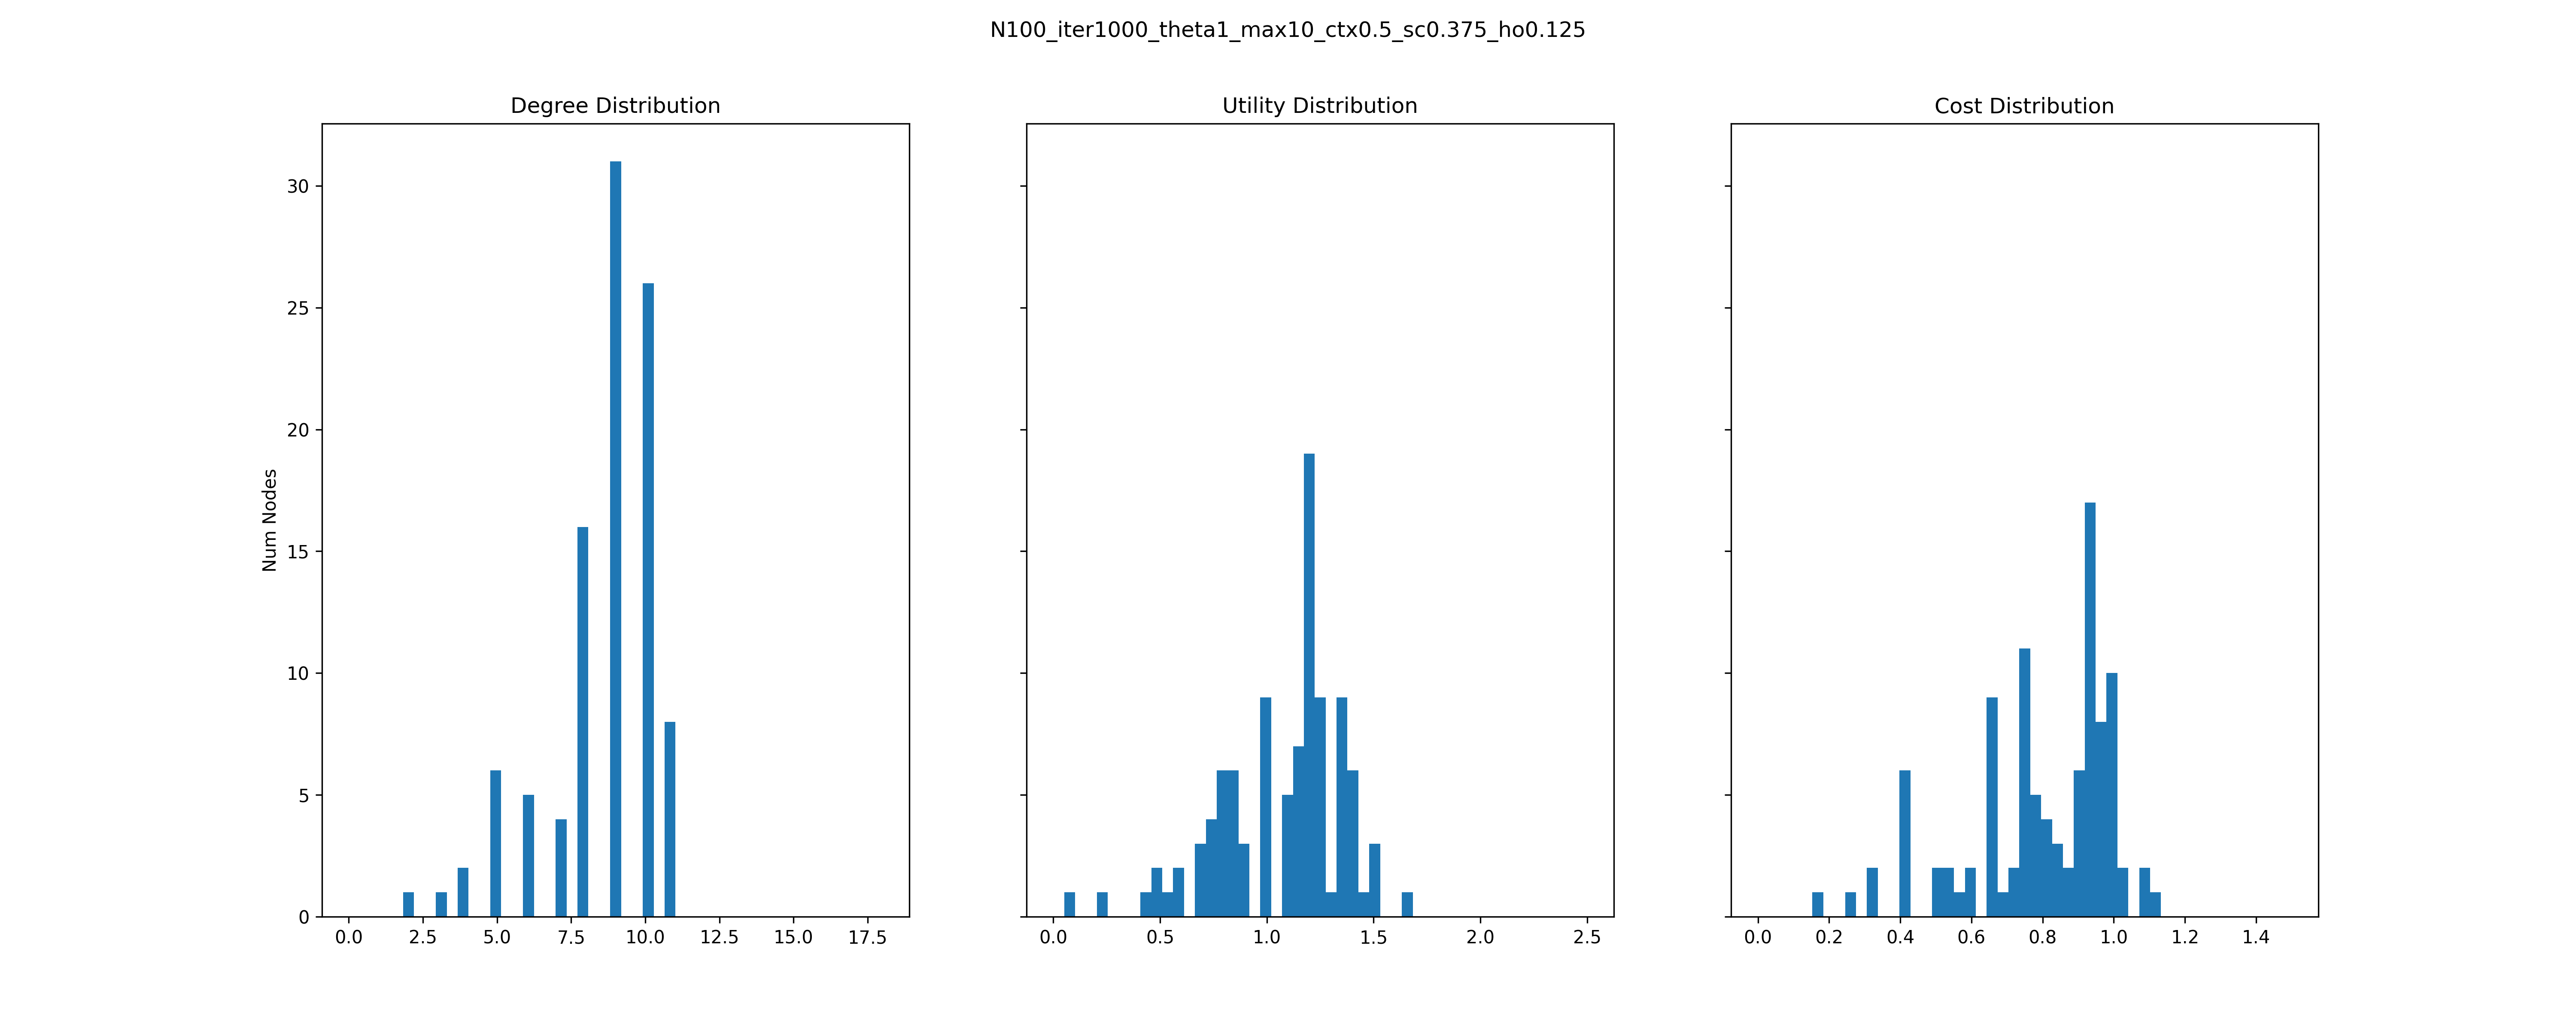 N100_iter1000_theta1_max10_ctx0.5_sc0.375_ho0.125
Degree Distribution
Utility Distribution
Cost Distribution
Num Nodes
30
25
20
15
10
5
0
0.0 2.5 5.0 7.5 10.0 12.5 15.0 17.5
0.0 0.5 1.0 1.5 2.0 2.5
0.0 0.2 0.4 0.6 0.8 1.0 1.2 1.4